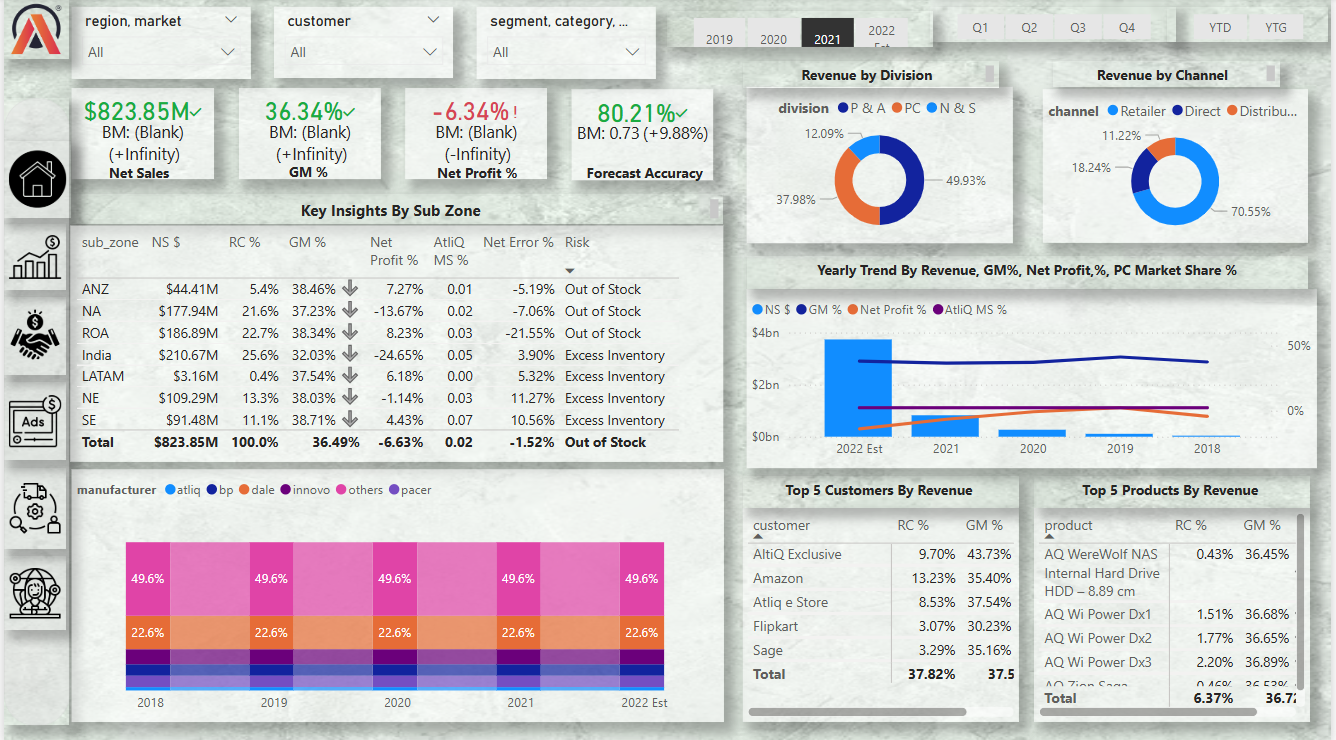 region, market
All
customer
All
segment, category, ...
All
2019 2020 2021 2022 Est
Q1 Q2 Q3 Q4
YTD YTG
$823.85M
BM: (Blank)
(+Infinity)
Net Sales
36.34%
BM: (Blank)
(+Infinity)
GM %
-6.34% !
BM: (Blank)
(-Infinity)
Net Profit %
80.21%
BM: 0.73 (+9.88%)
Forecast Accuracy
Revenue by Division
division P & A PC N & S
12.09%
49.93%
37.98%
Revenue by Channel
channel Retailer Direct Distribu...
11.22%
18.24%
70.55%
Key Insights By Sub Zone
sub_zone NS $ RC % GM % Net Profit % AtliQ MS % Net Error % Risk
ANZ $44.41M 5.4% 38.46% 7.27% 0.01 -5.19% Out of Stock
NA $177.94M 21.6% 37.23% -13.67% 0.02 -7.06% Out of Stock
ROA $186.89M 22.7% 38.34% 8.23% 0.03 -21.55% Out of Stock
India $210.67M 25.6% 32.03% -24.65% 0.05 3.90% Excess Inventory
LATAM $3.16M 0.4% 37.54% 6.18% 0.00 5.32% Excess Inventory
NE $109.29M 13.3% 38.03% -1.14% 0.03 11.27% Excess Inventory
SE $91.48M 11.1% 38.71% 4.43% 0.07 10.56% Excess Inventory
Total $823.85M 100.0% 36.49% -6.63% 0.02 -1.52% Out of Stock
Yearly Trend By Revenue, GM%, Net Profit,%, PC Market Share %
NS $ GM % Net Profit % AtliQ MS %
$4bn
50%
$2bn
0%
$0bn
2022 Est 2021 2020 2019 2018
manufacturer atliq bp dale innovo others pacer
49.6% 49.6% 49.6% 49.6% 49.6%
22.6% 22.6% 22.6% 22.6% 22.6%
2018 2019 2020 2021 2022 Est
Top 5 Customers By Revenue
customer RC % GM %
AltiQ Exclusive 9.70% 43.73%
Amazon 13.23% 35.40%
Atliq e Store 8.53% 37.54%
Flipkart 3.07% 30.23%
Sage 3.29% 35.16%
Total 37.82% 37.5
Top 5 Products By Revenue
product RC % GM %
AQ WereWolf NAS 0.43% 36.45%
Internal Hard Drive
HDD – 8.89 cm
AQ Wi Power Dx1 1.51% 36.68%
AQ Wi Power Dx2 1.77% 36.65%
AQ Wi Power Dx3 2.20% 36.89%
AQ Zion Saga 0.46% 36.53%
Total 6.37% 36.72
Ads